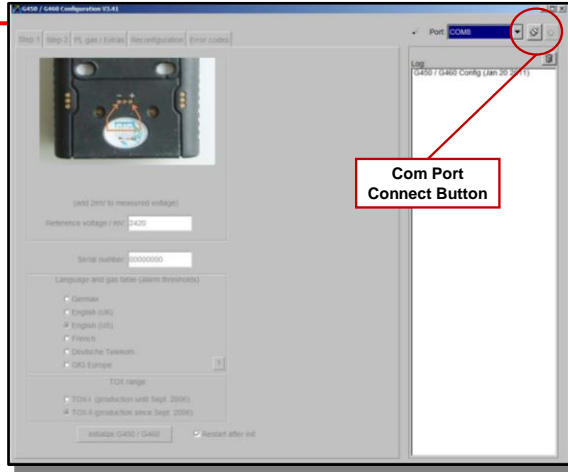 G450 / G460 Configuration V3.41
Step 1 Step 2 PI, gas / Extras Reconfiguration Error codes
Port COM8
Log:
G450 / G460 Config (Jan 20 2011)
- +
Com Port
Connect Button
(add 2mV to measured voltage)
Reference voltage / mV: 2420
Serial number: 00000000
Language and gas table (alarm thresholds)
German
English (UK)
English (US)
French
Deutsche Telekom
GfG Europe
?
TOX range
TOX-I (production until Sept. 2006)
TOX-II (production since Sept. 2006)
Initialize G450 / G460 Restart after init